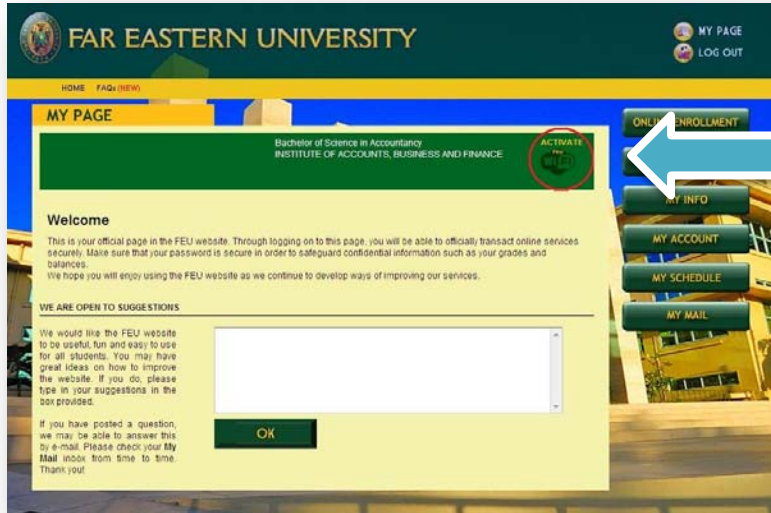 FAR EASTERN UNIVERSITY
MY PAGE
LOG OUT
HOME FAQs (NEW)
MY PAGE
Bachelor of Science in Accountancy
INSTITUTE OF ACCOUNTS, BUSINESS AND FINANCE
ACTIVATE
FEU
WiFi
ONLINE ENROLLMENT
MY INFO
MY ACCOUNT
MY SCHEDULE
MY MAIL
Welcome
This is your official page in the FEU website. Through logging on to this page, you will be able to officially transact online services
securely. Make sure that your password is secure in order to safeguard confidential information such as your grades and
balances.
We hope you will enjoy using the FEU website as we continue to develop ways of improving our services.
WE ARE OPEN TO SUGGESTIONS
We would like the FEU website
to be useful, fun and easy to use
for all students. You may have
great ideas on how to improve
the website. If you do, please
type in your suggestions in the
box provided.
If you have posted a question,
we may be able to answer this
by e-mail. Please check your My
Mail inbox from time to time.
Thank you!
OK